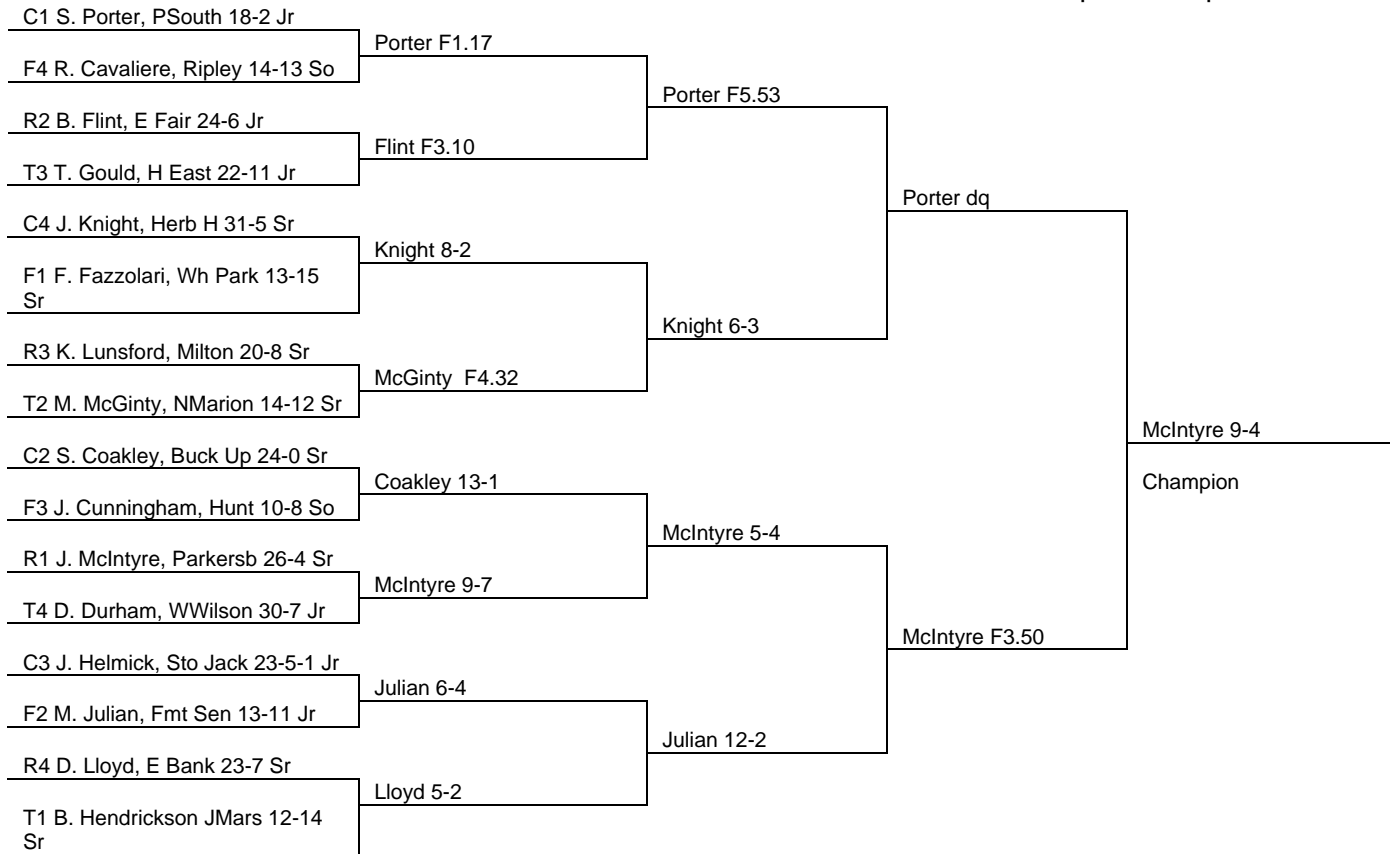 C1 S. Porter, PSouth 18-2 Jr
Porter F1.17
F4 R. Cavaliere, Ripley 14-13 So
Porter F5.53
R2 B. Flint, E Fair 24-6 Jr
Flint F3.10
T3 T. Gould, H East 22-11 Jr
Porter dq
C4 J. Knight, Herb H 31-5 Sr
Knight 8-2
F1 F. Fazzolari, Wh Park 13-15
Sr
Knight 6-3
R3 K. Lunsford, Milton 20-8 Sr
McGinty F4.32
T2 M. McGinty, NMarion 14-12 Sr
McIntyre 9-4
C2 S. Coakley, Buck Up 24-0 Sr
Coakley 13-1
Champion
F3 J. Cunningham, Hunt 10-8 So
McIntyre 5-4
R1 J. McIntyre, Parkersb 26-4 Sr
McIntyre 9-7
T4 D. Durham, WWilson 30-7 Jr
McIntyre F3.50
C3 J. Helmick, Sto Jack 23-5-1 Jr
Julian 6-4
F2 M. Julian, Fmt Sen 13-11 Jr
Julian 12-2
R4 D. Lloyd, E Bank 23-7 Sr
Lloyd 5-2
T1 B. Hendrickson JMars 12-14
Sr